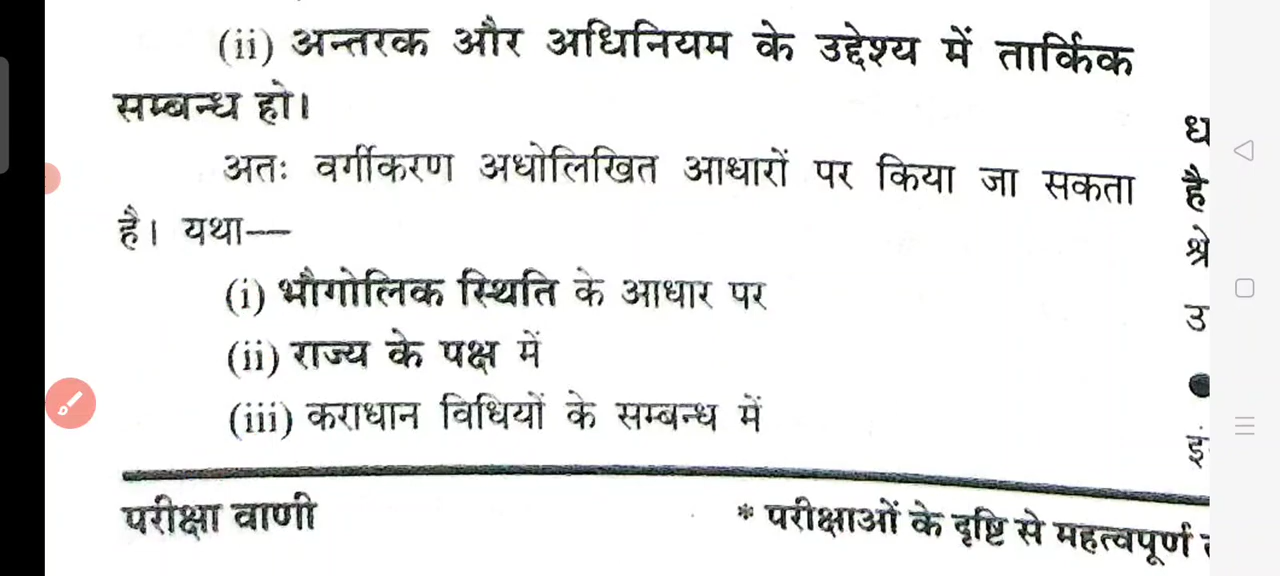 (ii) अन्तरक और अधिनियम के उद्देश्य में तार्किक
सम्बन्ध हो।
अतः वर्गीकरण अधोलिखित आधारों पर किया जा सकता
है। यथा—
(i) भौगोलिक स्थिति के आधार पर
(ii) राज्य के पक्ष में
(iii) कराधान विधियों के सम्बन्ध में
परीक्षा वाणी
* परीक्षाओं के दृष्टि से महत्वपूर्ण
है
श्रे
उ
इ